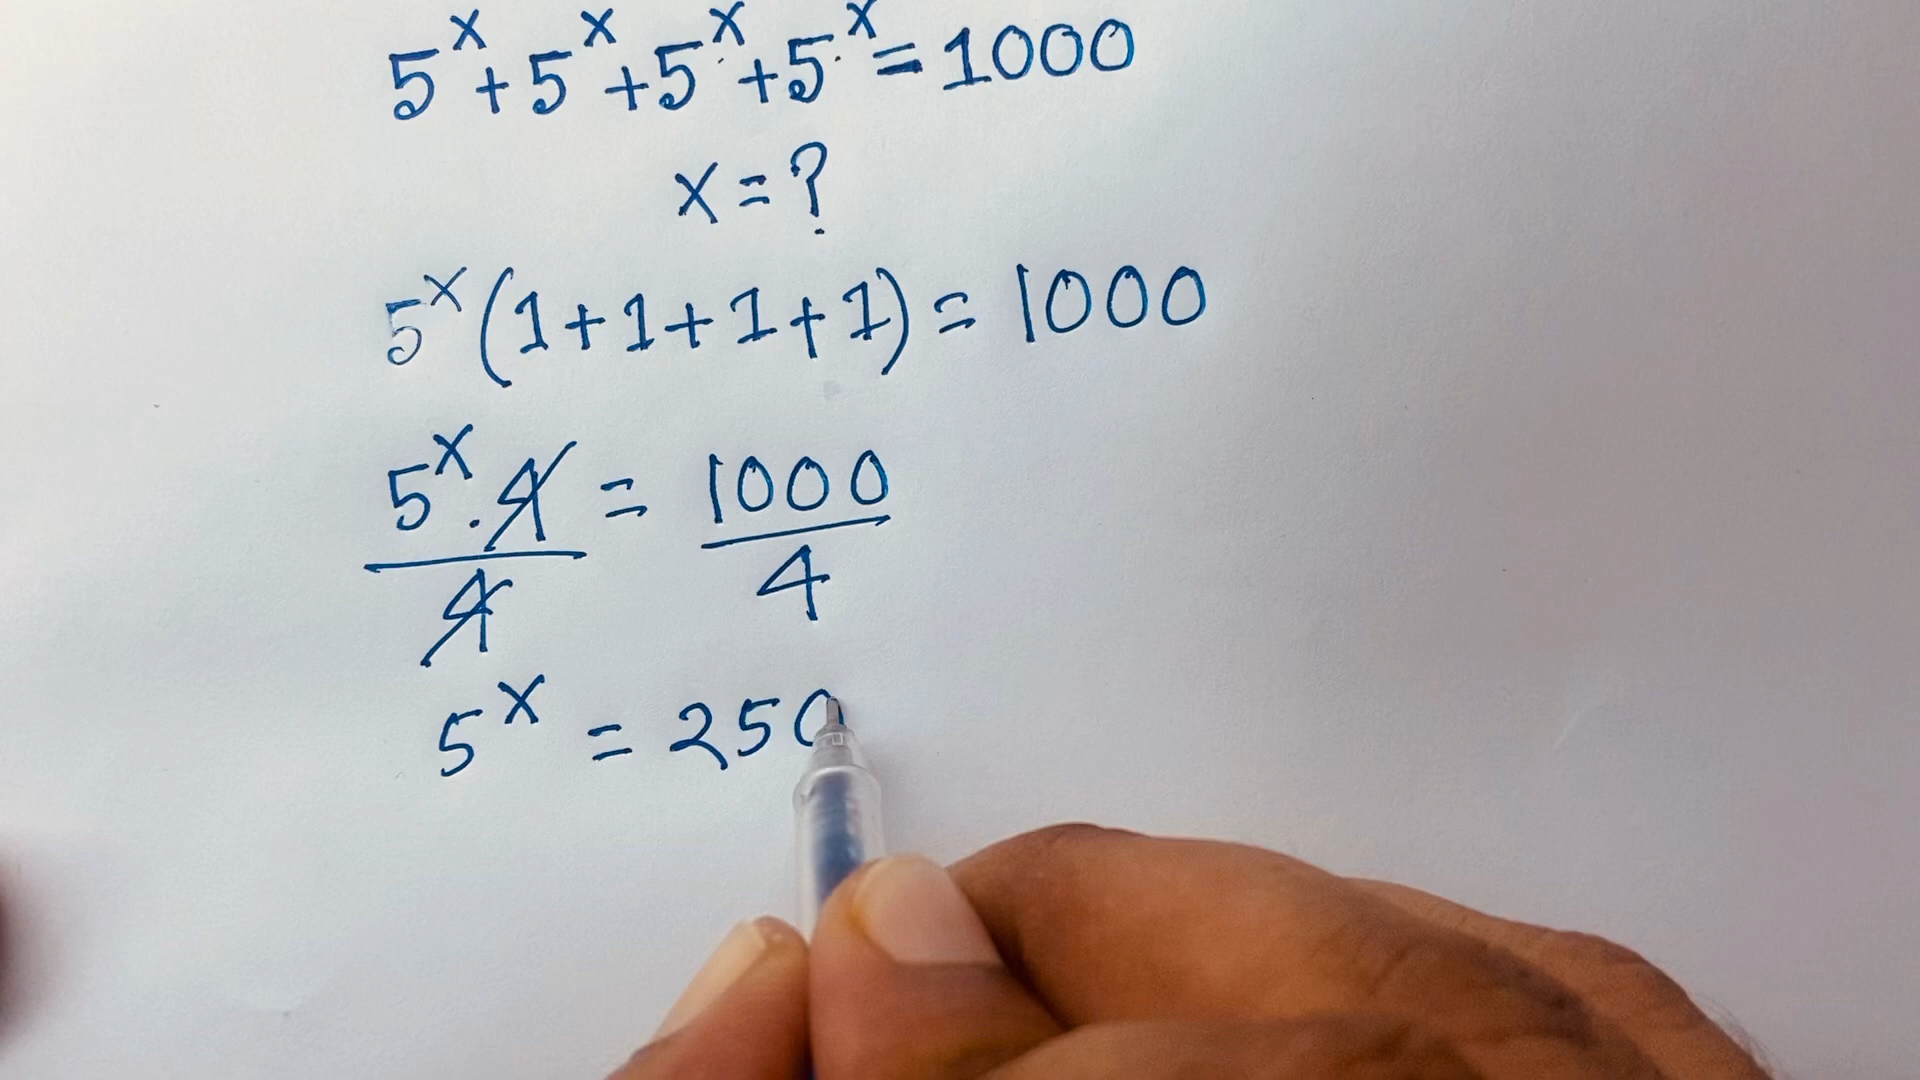 5^x + 5^x + 5^x + 5^x = 1000
x = ?
5^x (1 + 1 + 1 + 1) = 1000
5^x . 4 / 4 = 1000 / 4
5^x = 250